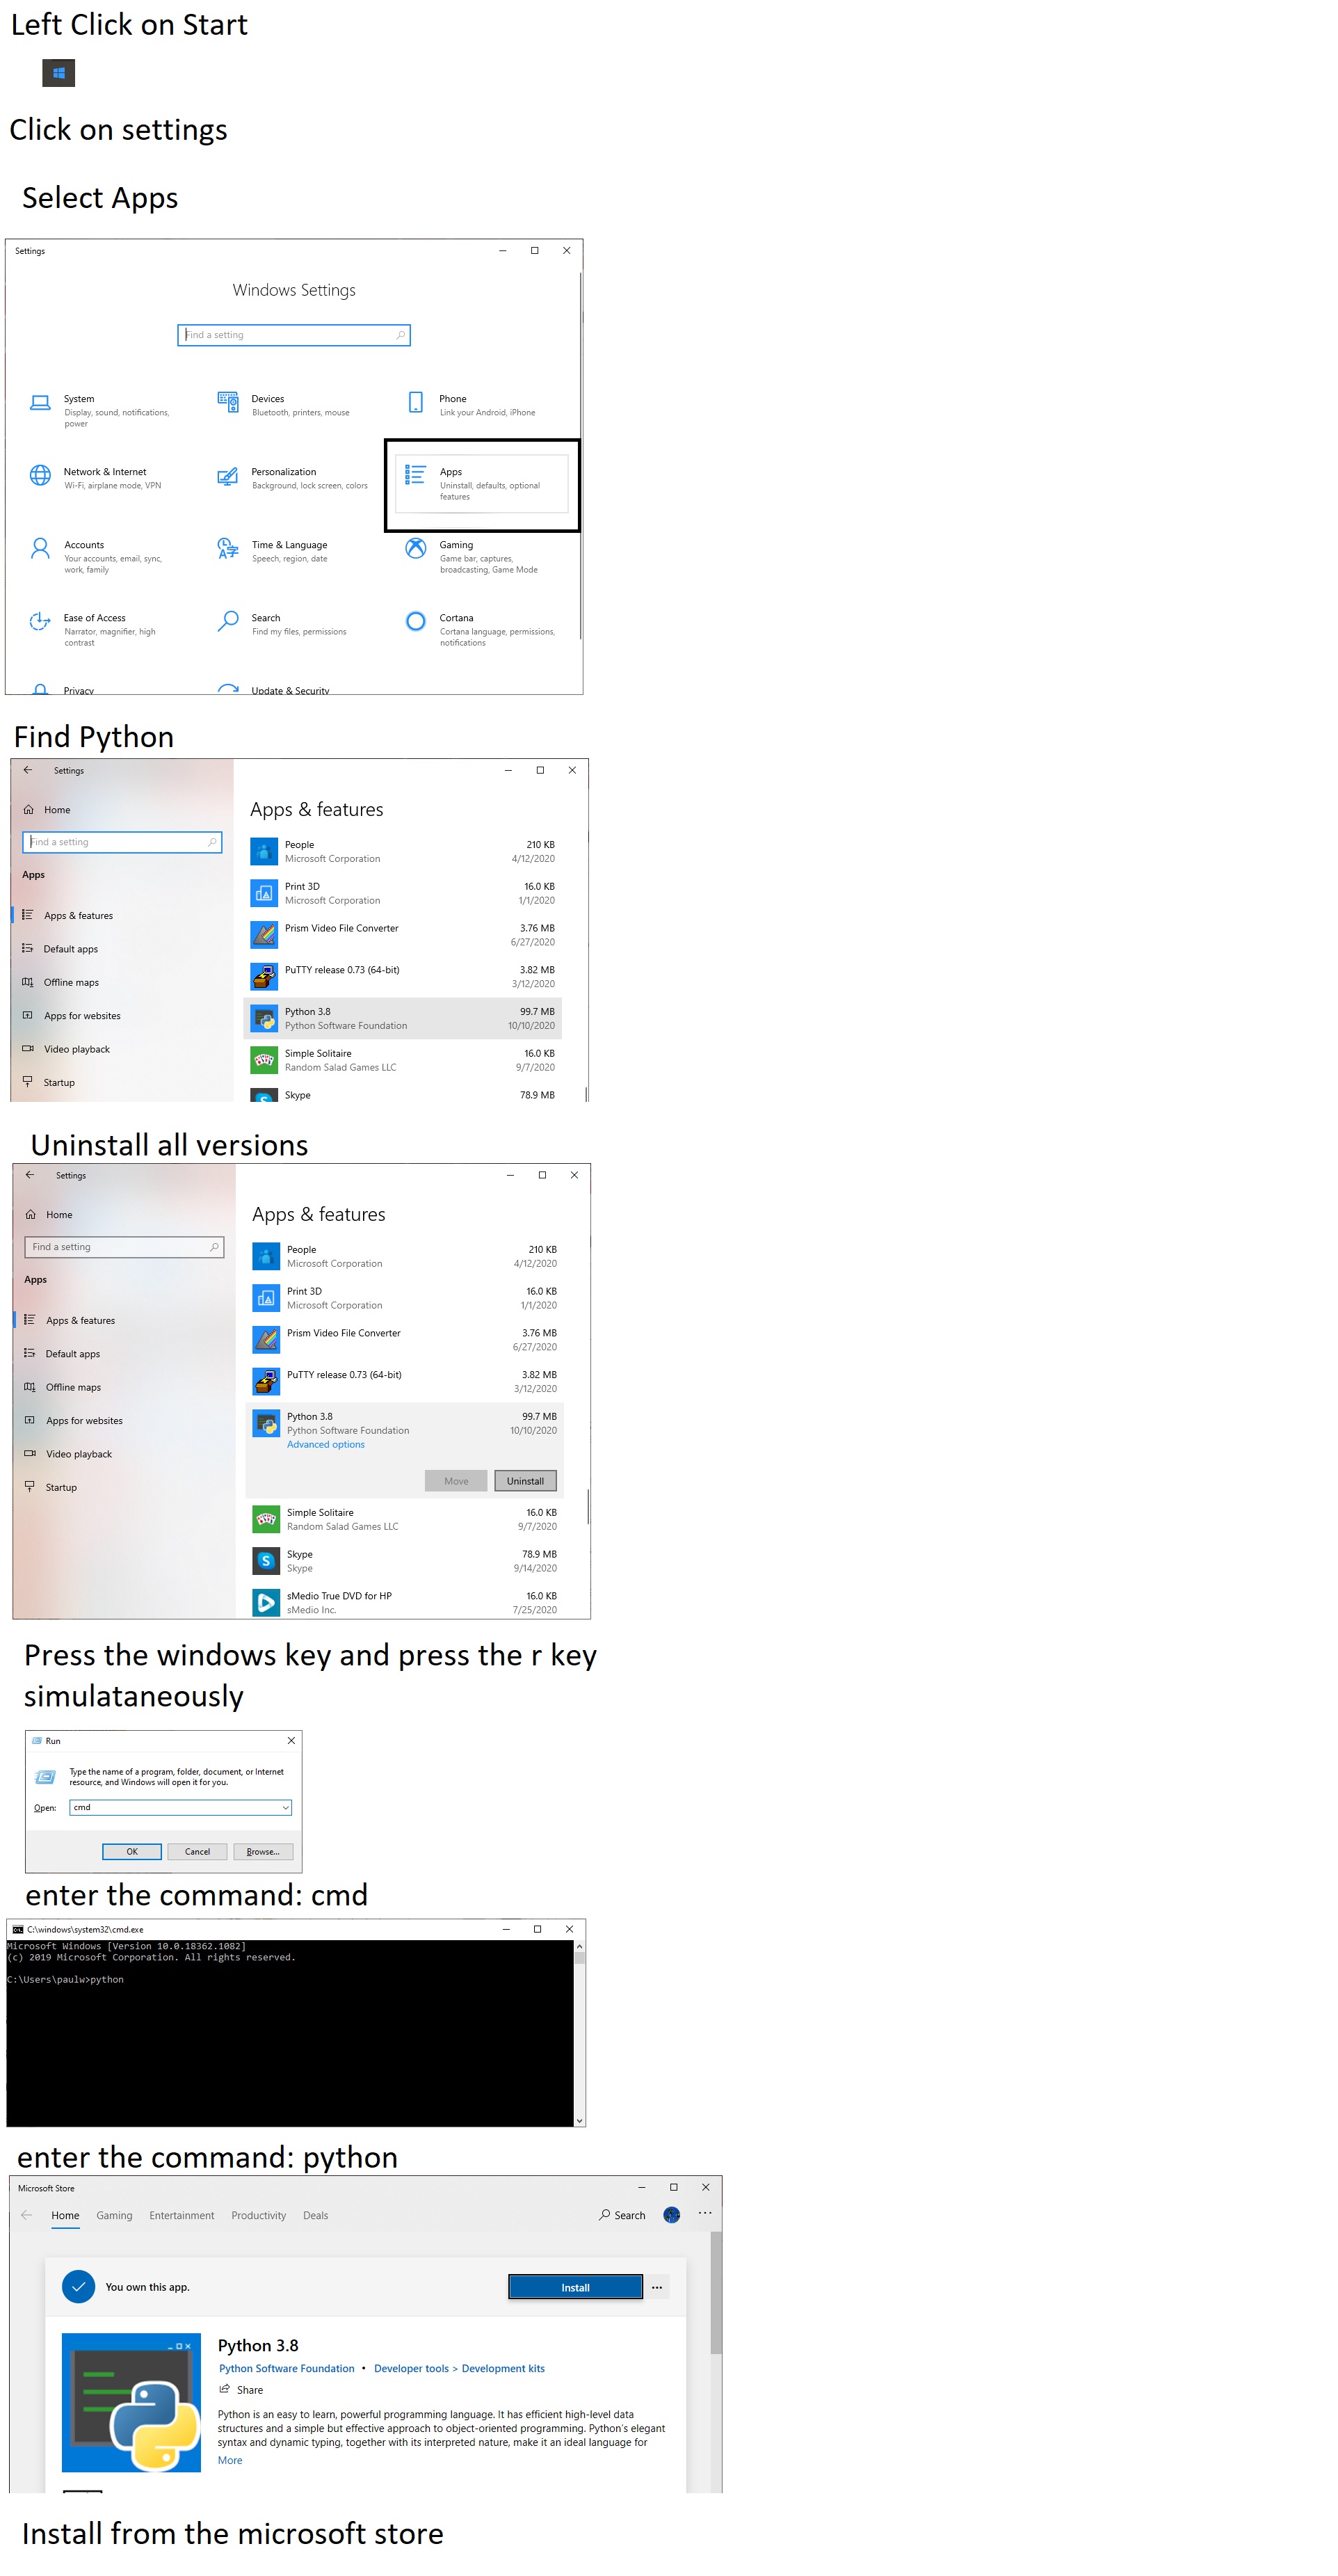 Left Click on Start
Click on settings
Select Apps
Settings
Windows Settings
Find a setting
System
Display, sound, notifications,
power
Devices
Bluetooth, printers, mouse
Phone
Link your Android, iPhone
Network & Internet
Wi-Fi, airplane mode, VPN
Personalization
Background, lock screen, colors
Apps
Uninstall, defaults, optional
features
Accounts
Your accounts, email, sync,
work, family
Time & Language
Speech, region, date
Gaming
Game bar, captures,
broadcasting, Game Mode
Ease of Access
Narrator, magnifier, high
contrast
Search
Find my files, permissions
Cortana
Cortana language, permissions,
notifications
Privacy
Update & Security
Find Python
Settings
Home
Find a setting
Apps
Apps & features
Default apps
Offline maps
Apps for websites
Video playback
Startup
Apps & features
People 210 KB
Microsoft Corporation 4/12/2020
Print 3D 16.0 KB
Microsoft Corporation 1/1/2020
Prism Video File Converter 3.76 MB
6/27/2020
PuTTY release 0.73 (64-bit) 3.82 MB
3/12/2020
Python 3.8 99.7 MB
Python Software Foundation 10/10/2020
Simple Solitaire 16.0 KB
Random Salad Games LLC 9/7/2020
Skype 78.9 MB
Uninstall all versions
Settings
Home
Find a setting
Apps
Apps & features
Default apps
Offline maps
Apps for websites
Video playback
Startup
Apps & features
People 210 KB
Microsoft Corporation 4/12/2020
Print 3D 16.0 KB
Microsoft Corporation 1/1/2020
Prism Video File Converter 3.76 MB
6/27/2020
PuTTY release 0.73 (64-bit) 3.82 MB
3/12/2020
Python 3.8 99.7 MB
Python Software Foundation 10/10/2020
Advanced options
Move Uninstall
Simple Solitaire 16.0 KB
Random Salad Games LLC 9/7/2020
Skype 78.9 MB
Skype 9/14/2020
sMedio True DVD for HP 16.0 KB
sMedio Inc. 7/25/2020
Press the windows key and press the r key
simulataneously
Run
Type the name of a program, folder, document, or Internet
resource, and Windows will open it for you.
Open: cmd
OK Cancel Browse...
enter the command: cmd
C:\windows\system32\cmd.exe
Microsoft Windows [Version 10.0.18362.1082]
(c) 2019 Microsoft Corporation. All rights reserved.
C:\Users\paulw>python
enter the command: python
Microsoft Store
Home Gaming Entertainment Productivity Deals Search
You own this app. Install
Python 3.8
Python Software Foundation • Developer tools > Development kits
Share
Python is an easy to learn, powerful programming language. It has efficient high-level data
structures and a simple but effective approach to object-oriented programming. Python's elegant
syntax and dynamic typing, together with its interpreted nature, make it an ideal language for
More
Install from the microsoft store